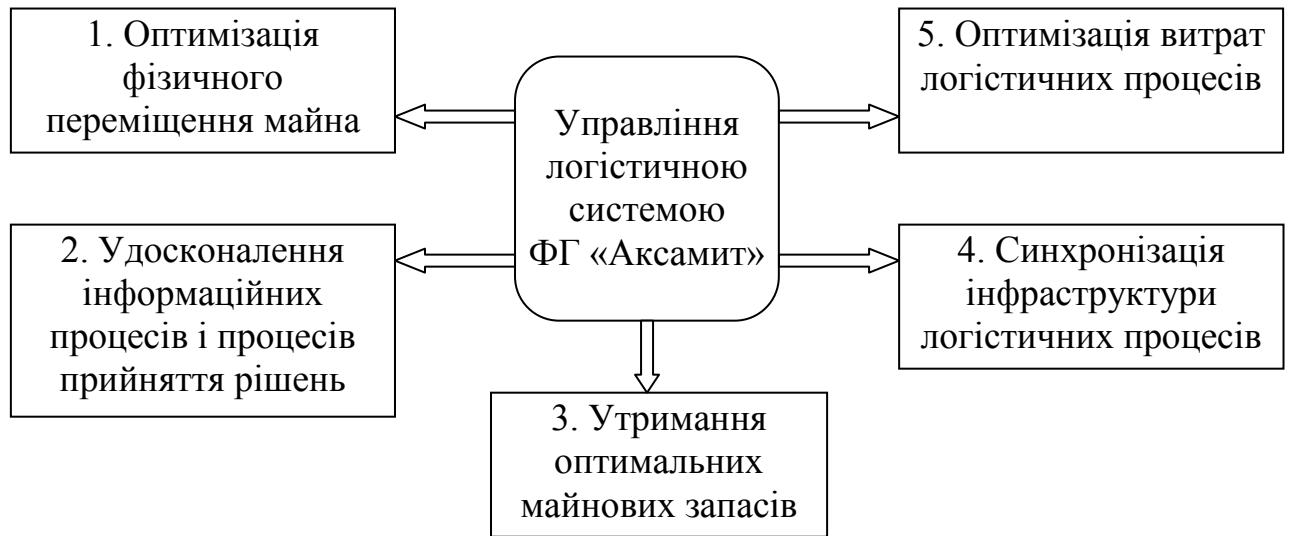 1. Оптимізація
фізичного
переміщення майна
5. Оптимізація витрат
логістичних процесів
Управління
логістичною
системою
ФГ «Аксамит»
2. Удосконалення
інформаційних
процесів і процесів
прийняття рішень
4. Синхронізація
інфраструктури
логістичних процесів
3. Утримання
оптимальних
майнових запасів